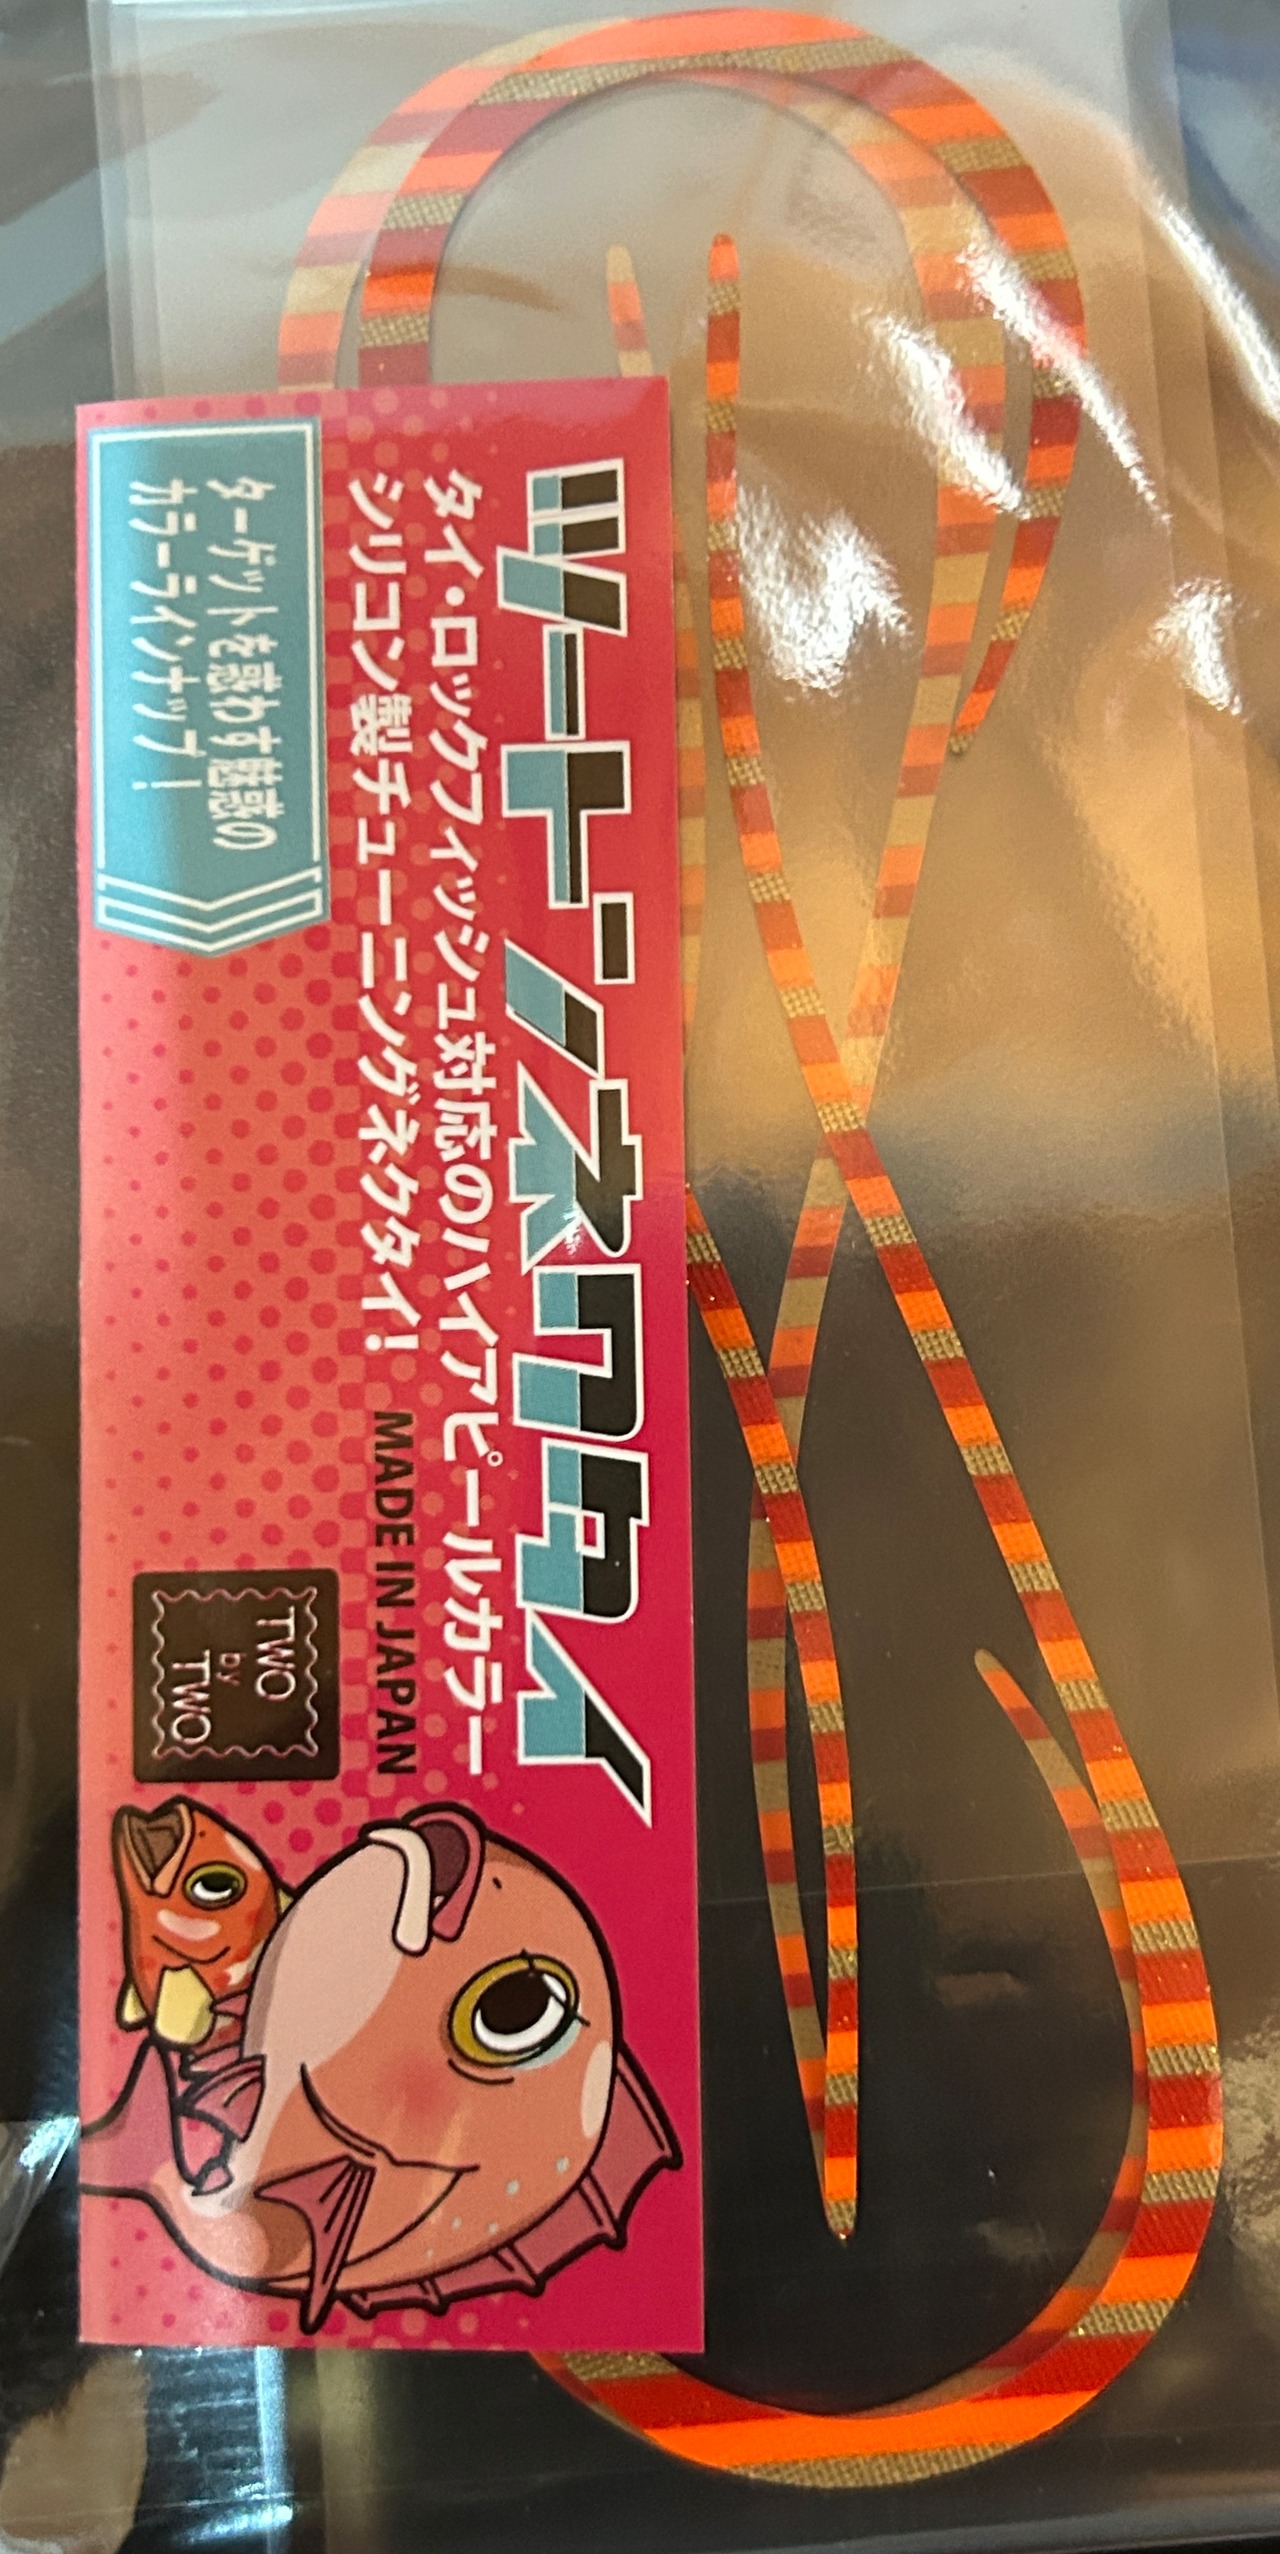 ツートンネクタイ
タイ・ロックフィッシュ対応のハイアピールカラー
シリコン製チューニングネクタイ!
MADE IN JAPAN
ターゲットを惑わす魅惑の
カラーラインナップ!
TWO
by
TWO